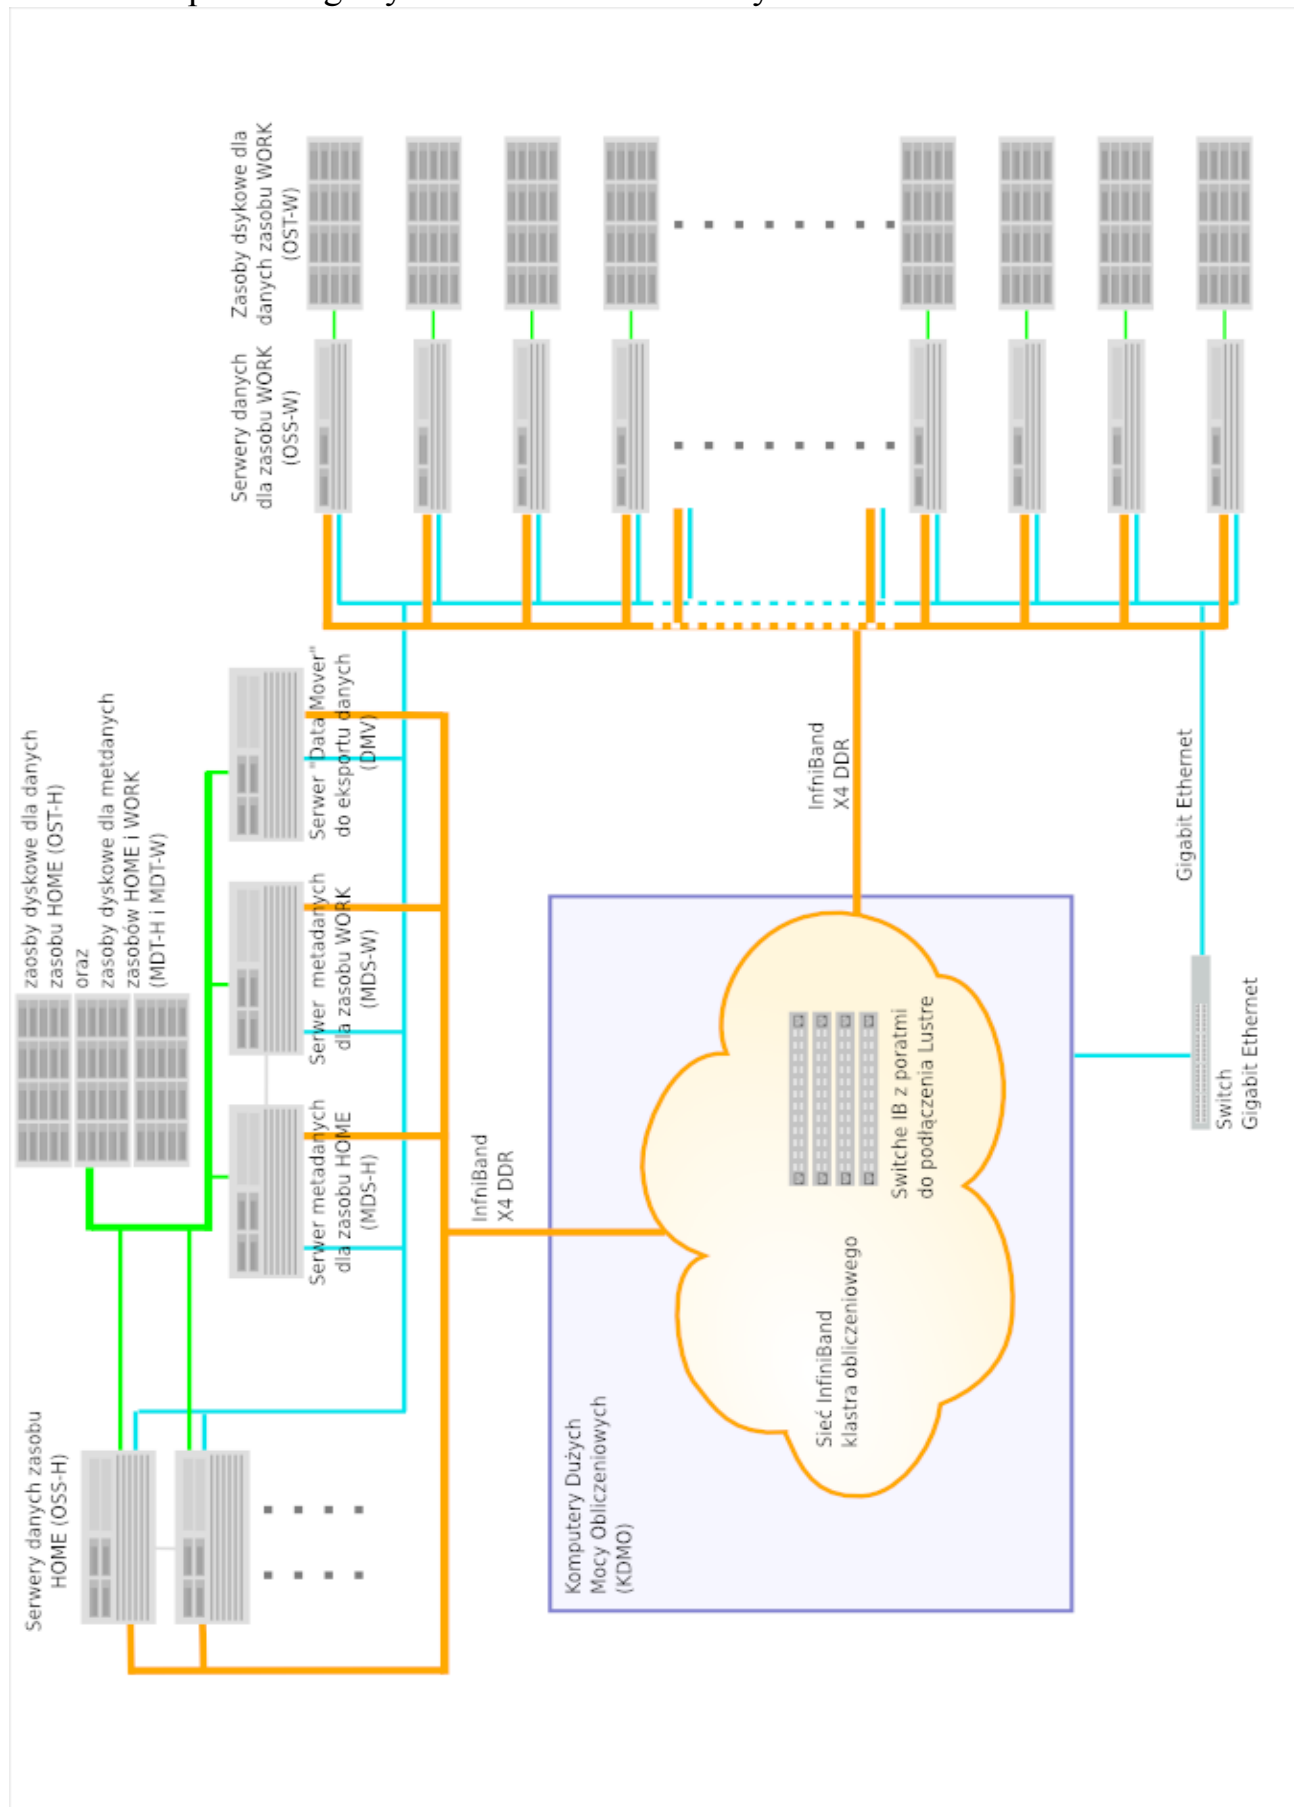 Serwery danych zasobu
HOME (OSS-H)
zaosby dyskowe dla danych
zasobu HOME (OST-H)
oraz
zasoby dyskowe dla metdanych
zasobów HOME i WORK
(MDT-H i MDT-W)
Serwer metadanych
dla zasobu HOME
(MDS-H)
Serwer metadanych
dla zasobu WORK
(MDS-W)
Serwer "Data Mover"
do eksportu danych
(DMV)
Serwery danych
dla zasobu WORK
(OSS-W)
Zasoby dsykowe dla
danych zasobu WORK
(OST-W)
InfniBand
X4 DDR
InfniBand
X4 DDR
Komputery Dużych
Mocy Obliczeniowych
(KDMO)
Sieć InfiniBand
klastra obliczeniowego
Switche IB z poratmi
do podłączenia Lustre
Gigabit Ethernet
Switch
Gigabit Ethernet